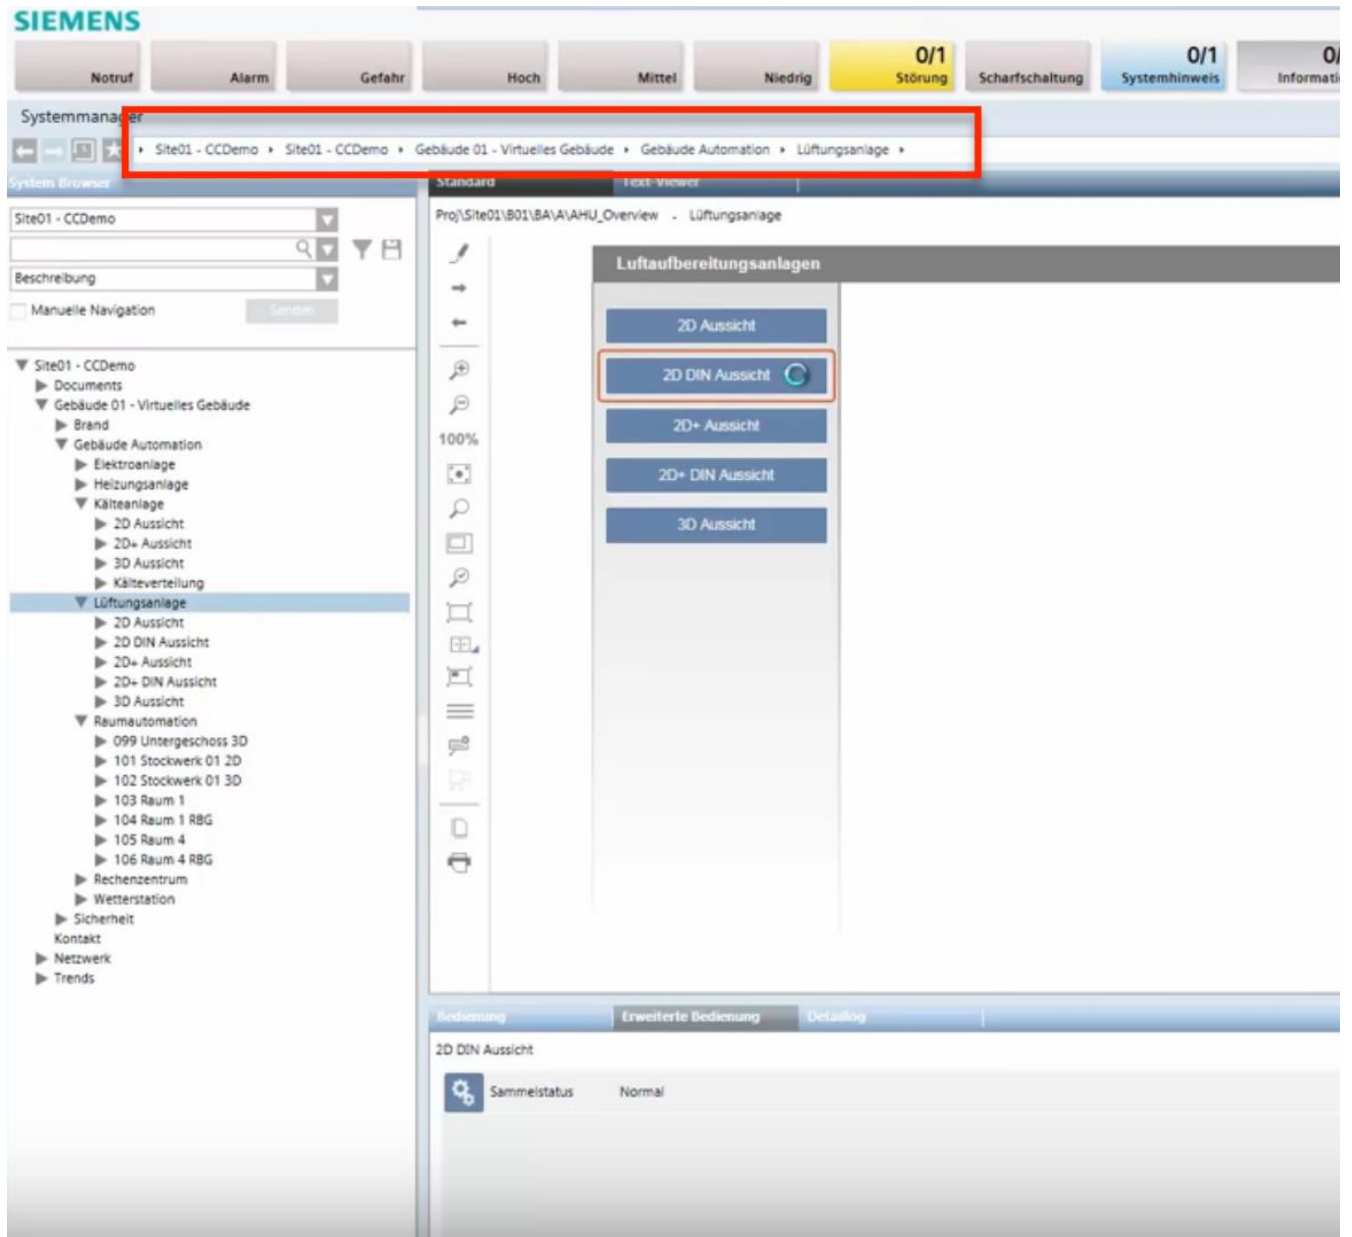 SIEMENS
0/1 0/1 0/
Notruf Alarm Gefahr Hoch Mittel Niedrig Störung Scharfschaltung Systemhinweis Informati
Systemmanager
Site01 - CCDemo Site01 - CCDemo Gebäude 01 - Virtuelles Gebäude Gebäude Automation Lüftungsanlage
System Browser
Site01 - CCDemo
Beschreibung
Manuelle Navigation Senden
Site01 - CCDemo
Documents
Gebäude 01 - Virtuelles Gebäude
Brand
Gebäude Automation
Elektroanlage
Heizungsanlage
Kälteanlage
2D Aussicht
2D+ Aussicht
3D Aussicht
Kälteverteilung
Lüftungsanlage
2D Aussicht
2D DIN Aussicht
2D+ Aussicht
2D+ DIN Aussicht
3D Aussicht
Raumautomation
099 Untergeschoss 3D
101 Stockwerk 01 2D
102 Stockwerk 01 3D
103 Raum 1
104 Raum 1 RBG
105 Raum 4
106 Raum 4 RBG
Rechenzentrum
Wetterstation
Sicherheit
Kontakt
Netzwerk
Trends
Standard Text-Viewer
Proj\Site01\B01\BA\A\AHU_Overview - Lüftungsanlage
100%
Luftaufbereitungsanlagen
2D Aussicht
2D DIN Aussicht
2D+ Aussicht
2D+ DIN Aussicht
3D Aussicht
Bedienung Erweiterte Bedienung Detaillog
2D DIN Aussicht
Sammelstatus Normal